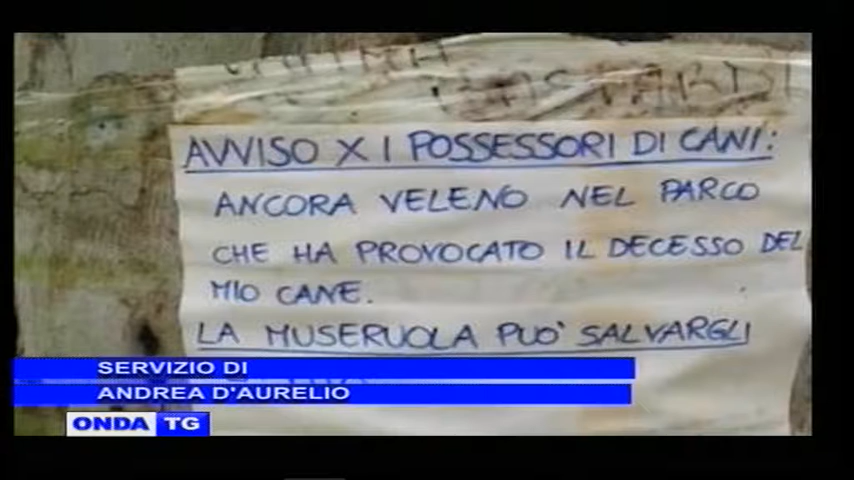 BASTARDI
AVVISO X I POSSESSORI DI CANI:
ANCORA VELENO NEL PARCO
CHE HA PROVOCATO IL DECESSO DEL
MIO CANE.
LA MUSERUOLA PUO' SALVARGLI
SERVIZIO DI
ANDREA D'AURELIO
ONDA TG